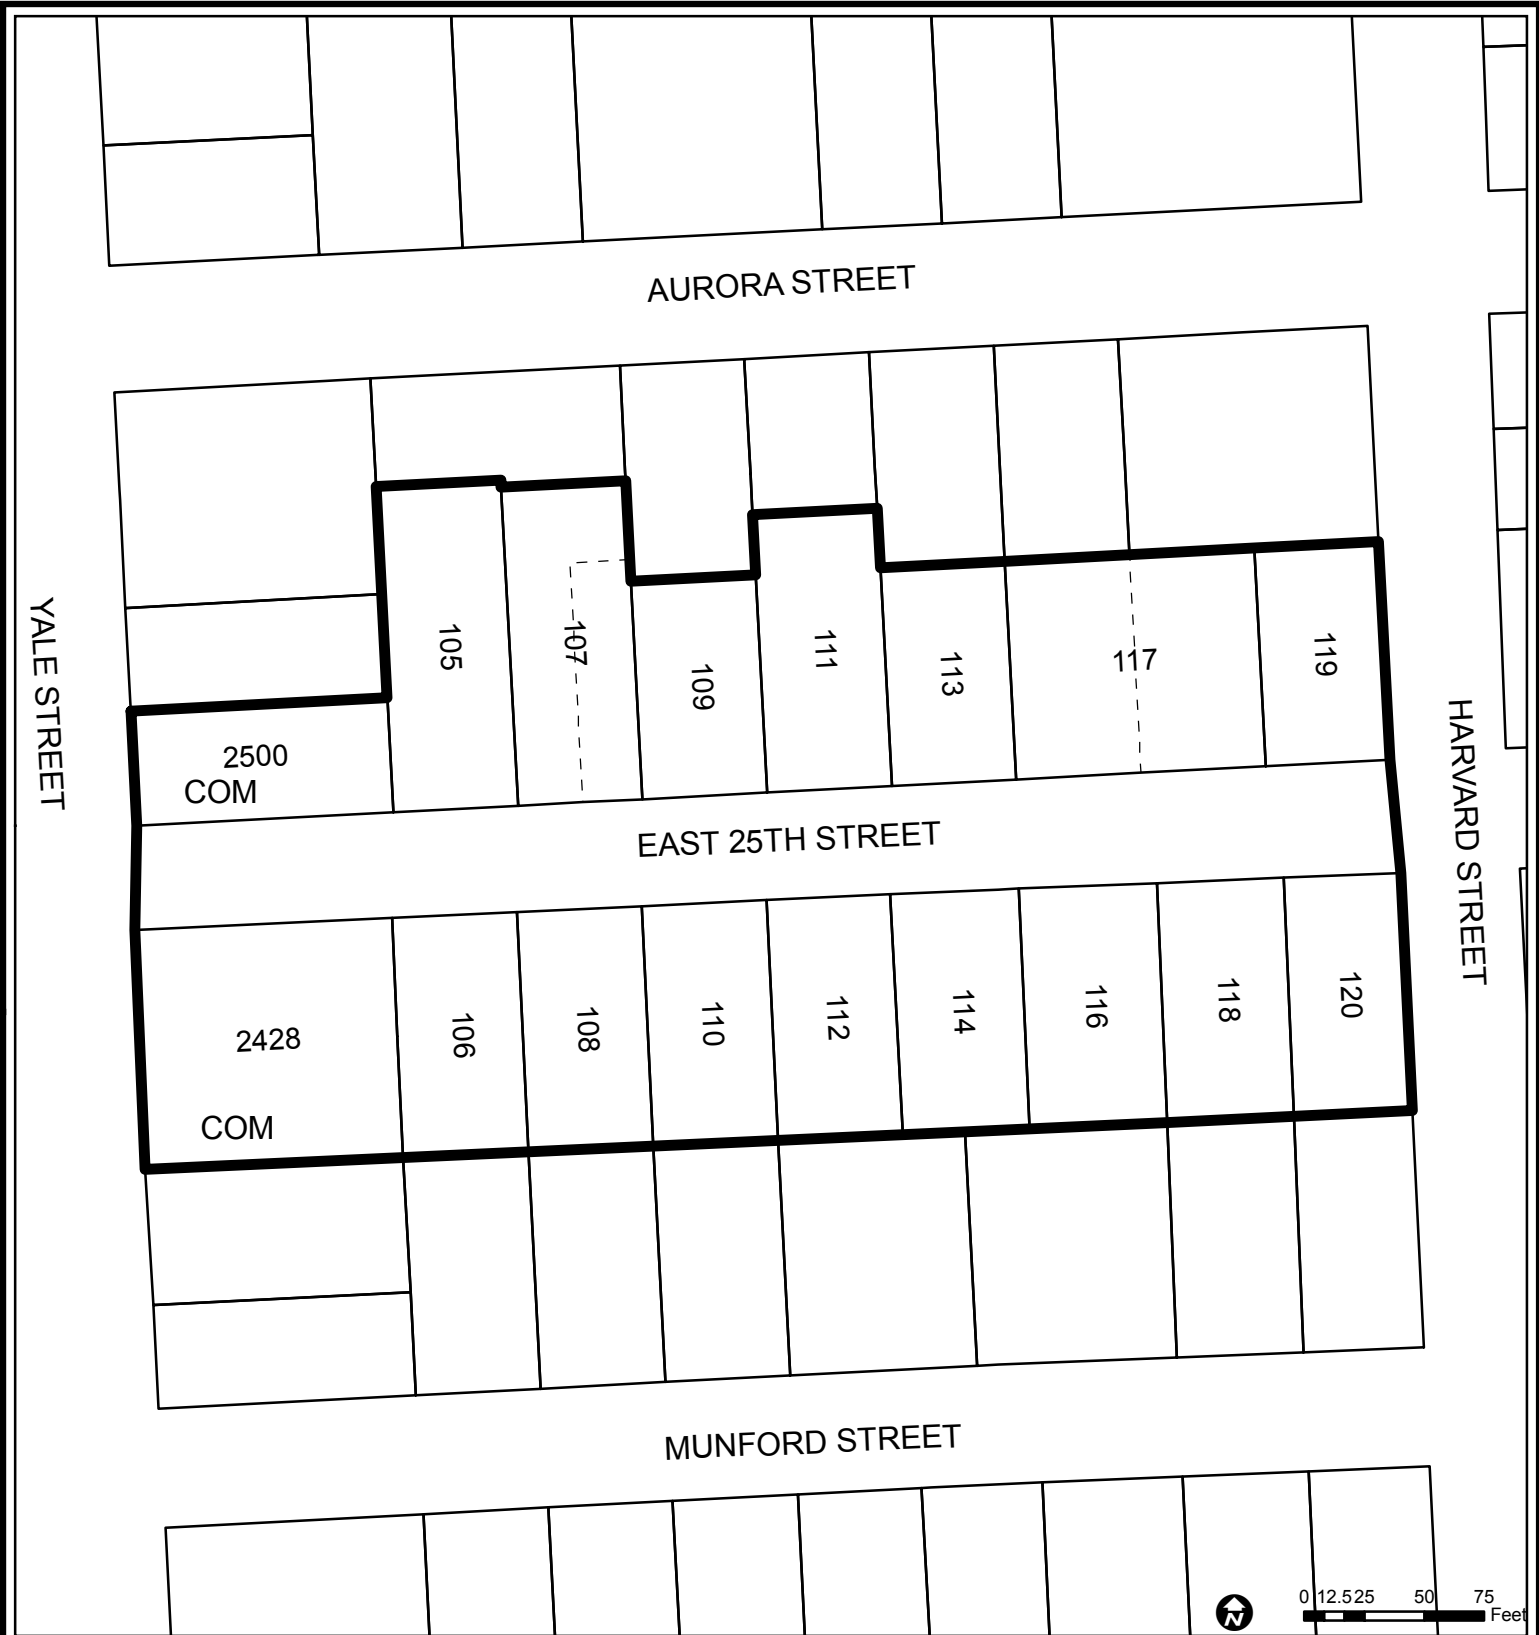 AURORA STREET
YALE STREET
105
107
109
111
113
117
119
2500
COM
EAST 25TH STREET
HARVARD STREET
2428
COM
106
108
110
112
114
116
118
120
MUNFORD STREET
N
0 12.5 25 50 75
Feet